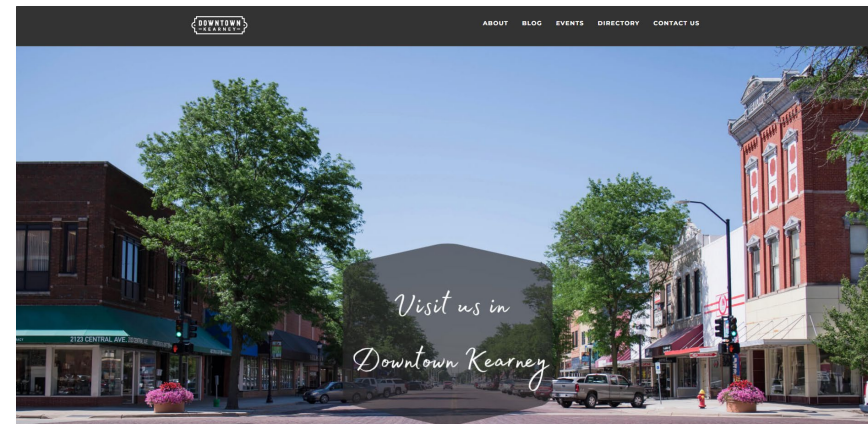 DOWNTOWN
-KEARNEY-
ABOUT BLOG EVENTS DIRECTORY CONTACT US
Visit us in
Downtown Kearney
2123 CENTRAL AVE.